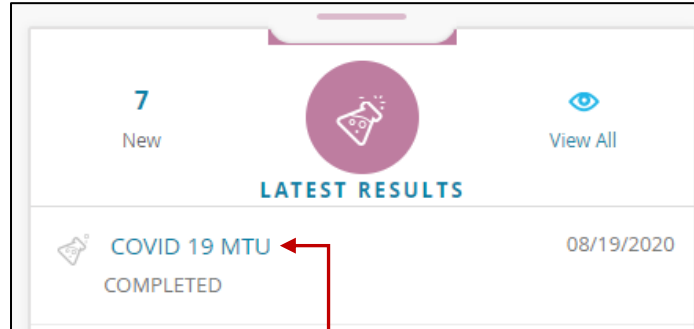 7
New
View All
LATEST RESULTS
COVID 19 MTU
08/19/2020
COMPLETED